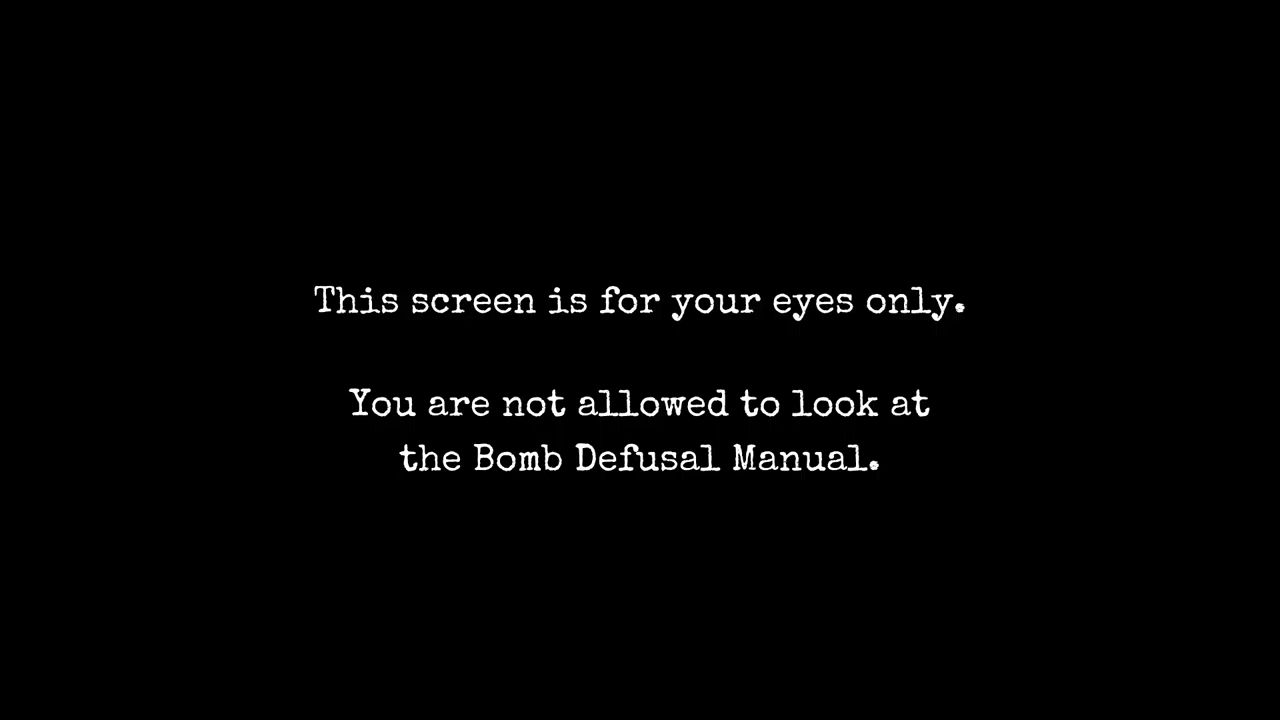 This screen is for your eyes only.
You are not allowed to look at
the Bomb Defusal Manual.